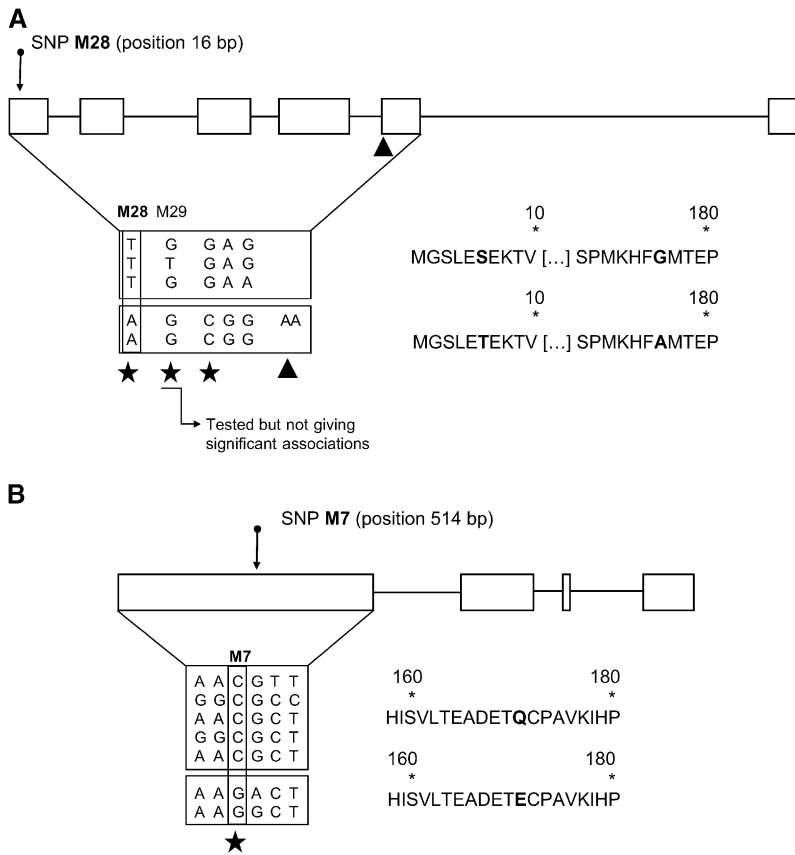 A
SNP M28 (position 16 bp)
M28 M29
T G G A G
T T G A G
T G G A A
A G C G G AA
A G C G G
Tested but not giving
significant associations
10 180
* *
MGSLESEKTV [...] SPMKHFGMTEP
10 180
* *
MGSLETEKTV [...] SPMKHFAMTEP
B
SNP M7 (position 514 bp)
M7
A A C G T T
G G C G C C
A A C G C T
G G C G C T
A A C G C T
A A G A C T
A A G G C T
160 180
* *
HISVLTEADETQCPAVKIHP
160 180
* *
HISVLTEADETECPAVKIHP